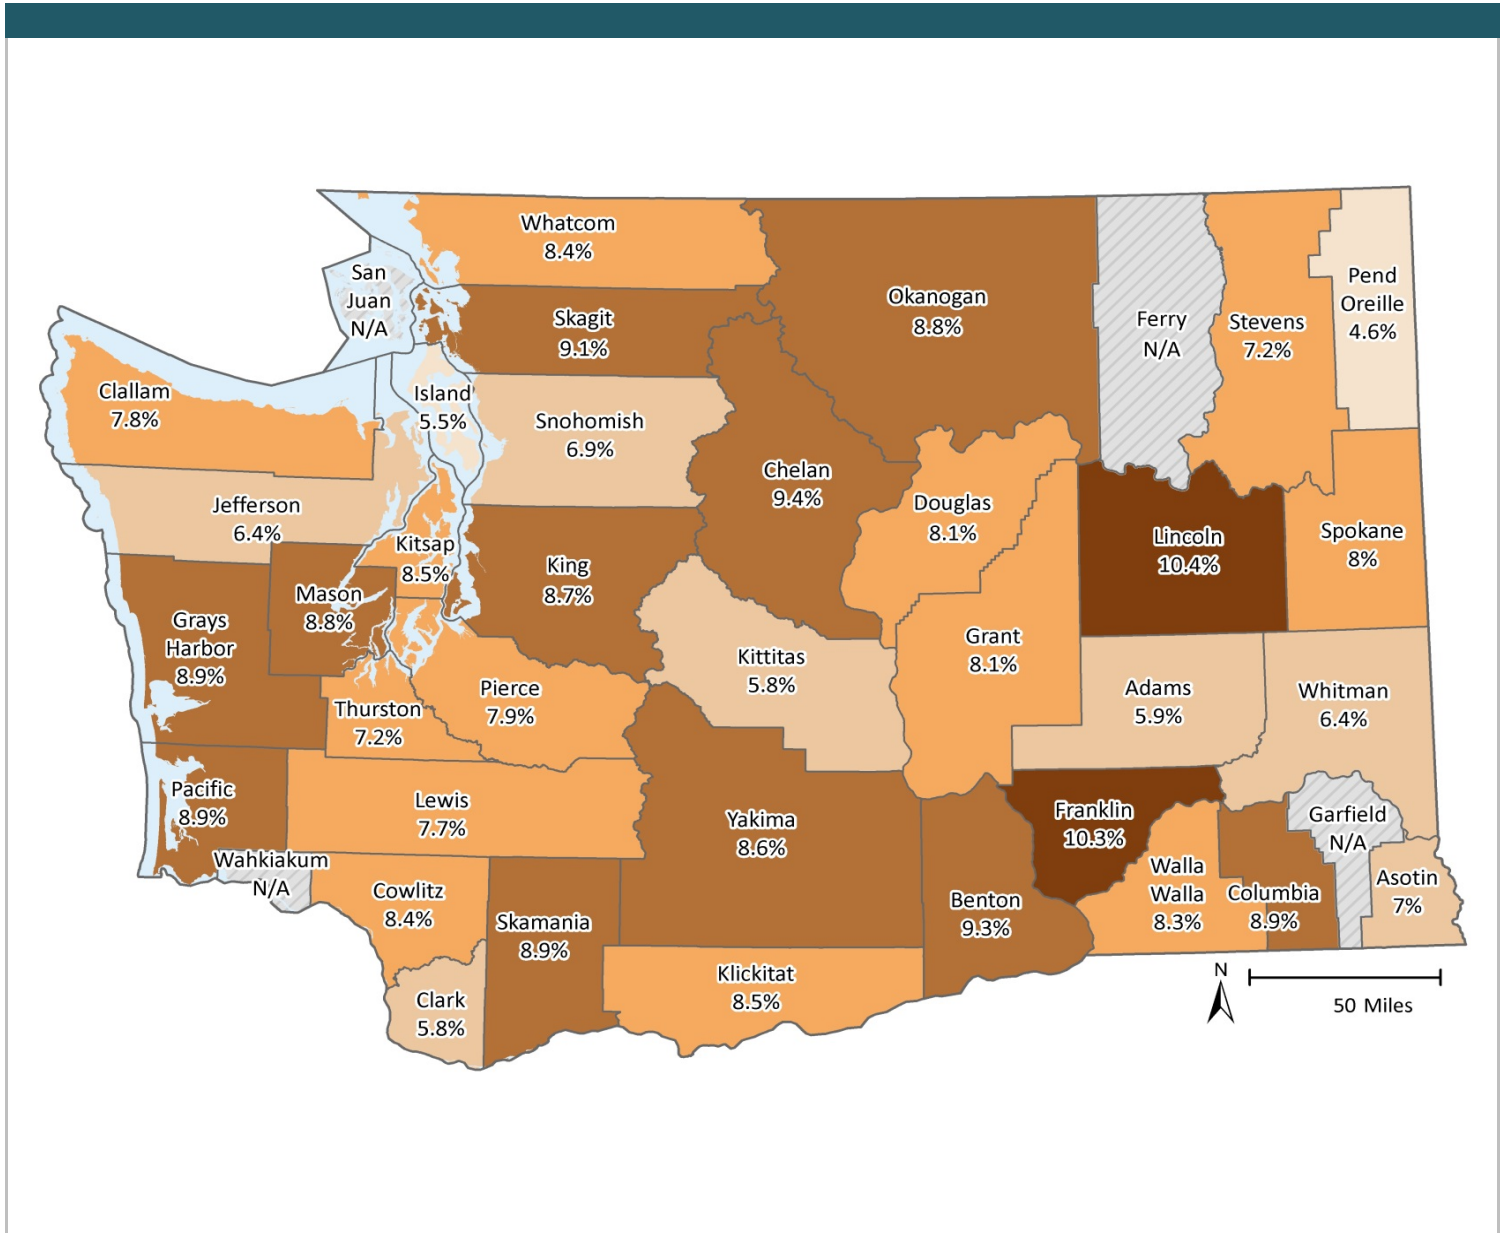 Whatcom
8.4%
San
Juan
N/A
Skagit
9.1%
Okanogan
8.8%
Ferry
N/A
Stevens
7.2%
Pend
Oreille
4.6%
Clallam
7.8%
Island
5.5%
Snohomish
6.9%
Chelan
9.4%
Douglas
8.1%
Lincoln
10.4%
Spokane
8%
Jefferson
6.4%
Kitsap
8.5%
King
8.7%
Mason
8.8%
Grays
Harbor
8.9%
Kittitas
5.8%
Grant
8.1%
Adams
5.9%
Whitman
6.4%
Thurston
7.2%
Pierce
7.9%
Pacific
8.9%
Lewis
7.7%
Yakima
8.6%
Franklin
10.3%
Garfield
N/A
Wahkiakum
N/A
Cowlitz
8.4%
Skamania
8.9%
Benton
9.3%
Walla
Walla
8.3%
Columbia
8.9%
Asotin
7%
Clark
5.8%
Klickitat
8.5%
N
50 Miles